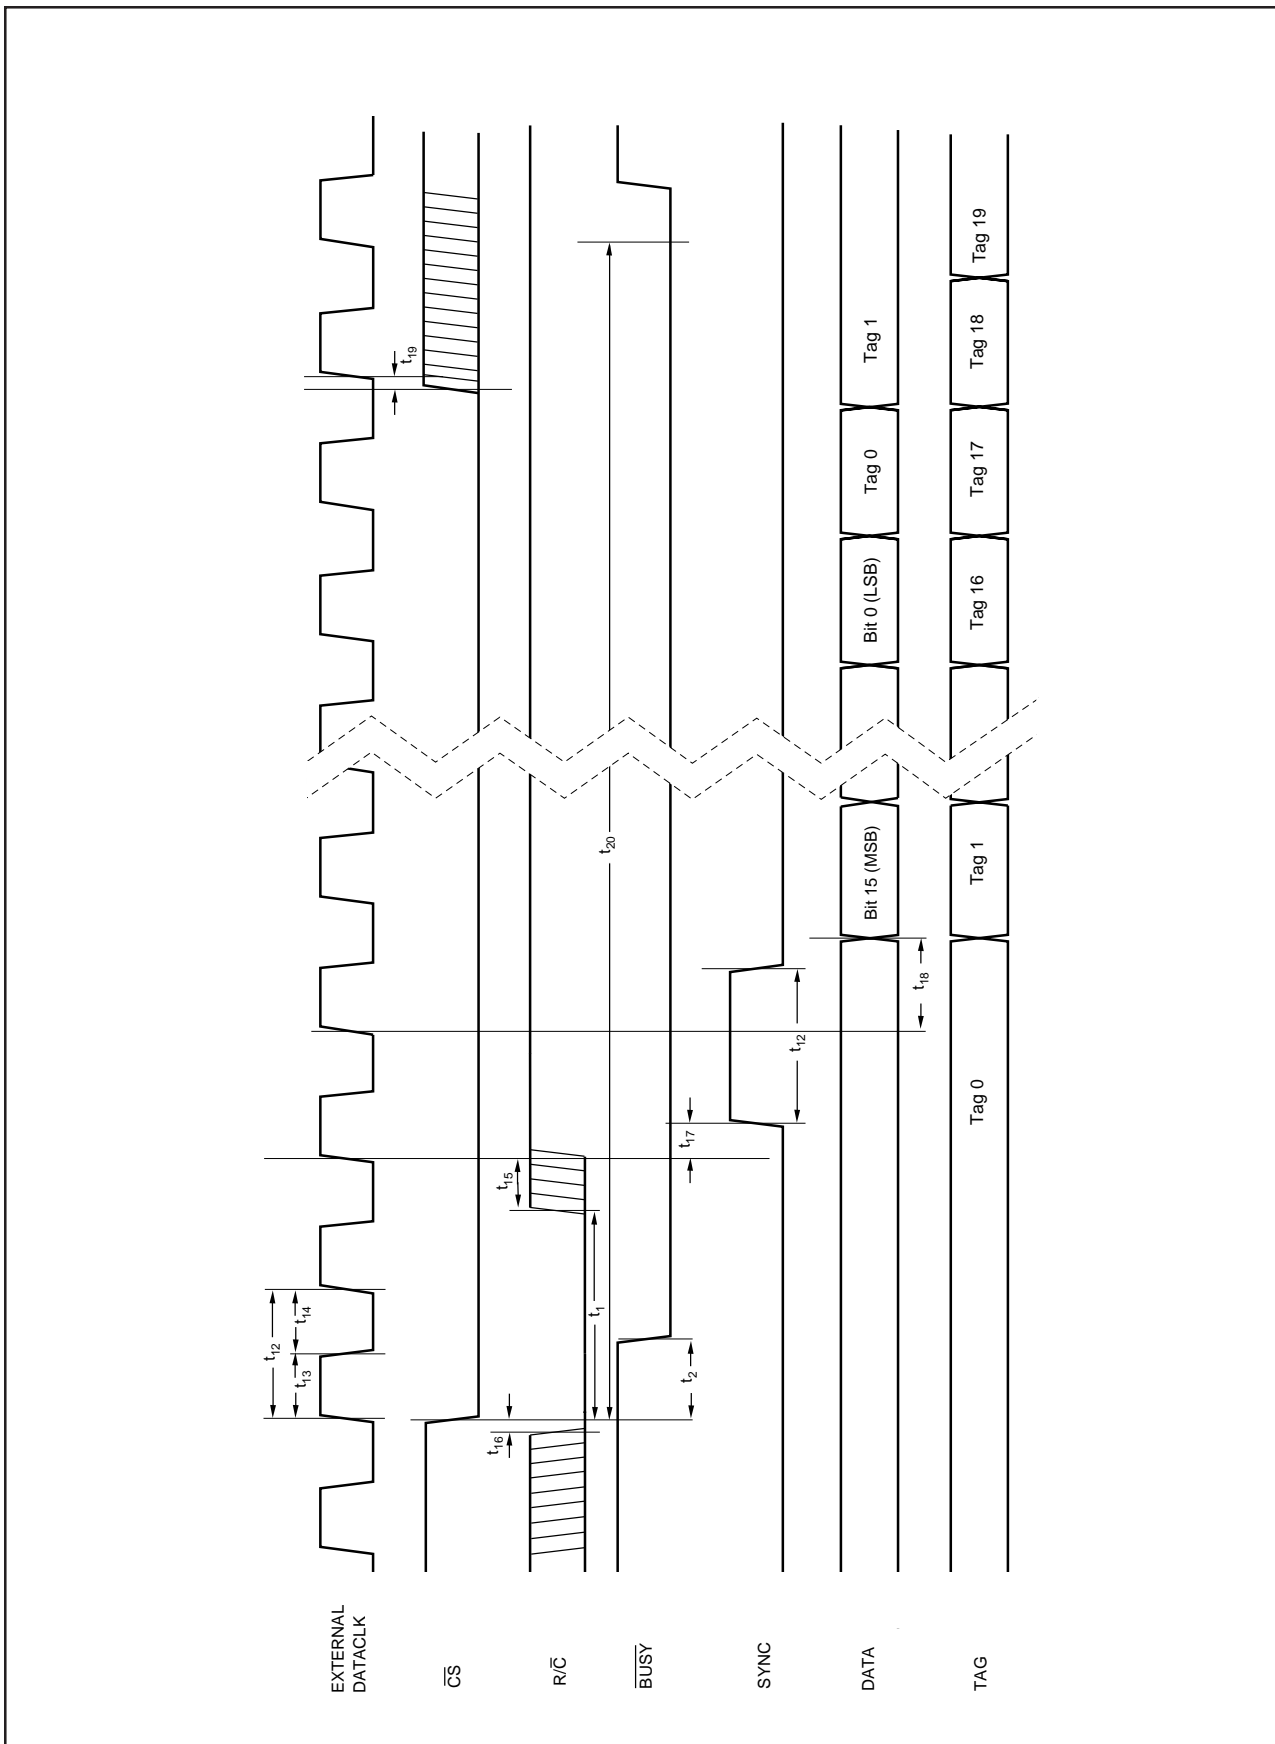 EXTERNAL
DATACLK
t12
t13
t14
t19
CS
R/C
t16
t15
t1
BUSY
t20
t2
t17
SYNC
t12
DATA
t18
Bit 15 (MSB)
Bit 0 (LSB)
Tag 0
Tag 1
TAG
Tag 0
Tag 1
Tag 16
Tag 17
Tag 18
Tag 19